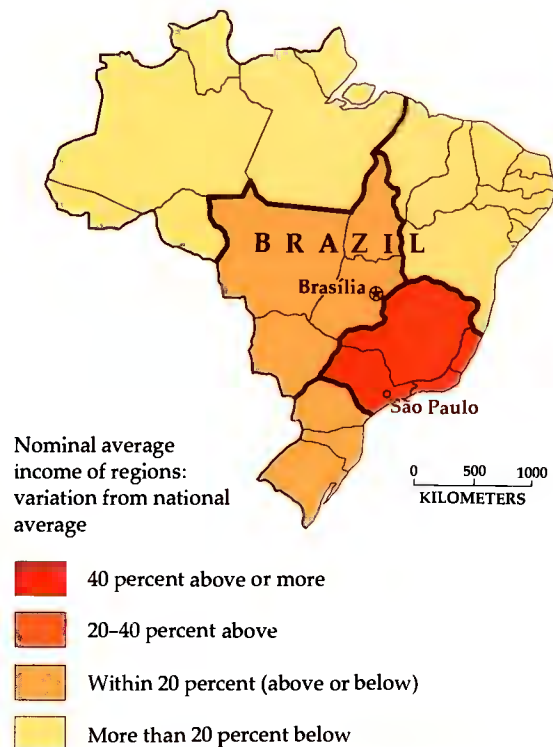 BRAZIL
Brasília
São Paulo
Nominal average
income of regions:
variation from national
average
0 500 1000
KILOMETERS
40 percent above or more
20–40 percent above
Within 20 percent (above or below)
More than 20 percent below